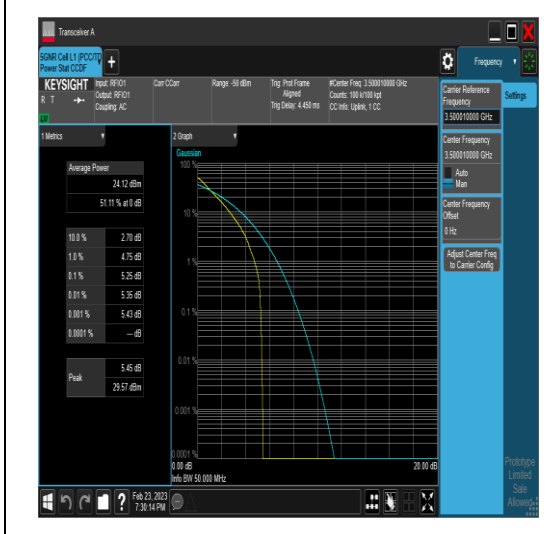 Transceiver A
5GNR Cell L1 (PCC/T)
Power Stat CCDF
+
Frequency
KEYSIGHT
R T
LV
Input: RFIO1
Output: RFIO1
Coupling: AC
Corr CCorr
Range: -50 dBm
Trig: Prot Frame
Aligned
Trig Delay: 4.450 ms
#Center Freq: 3.500010000 GHz
Counts: 100 k/100 kpt
CC Info: Uplink, 1 CC
Carrier Reference
Frequency
3.500010000 GHz
Settings
Center Frequency
3.500010000 GHz
Auto
Man
Center Frequency
Offset
0 Hz
Adjust Center Freq
to Carrier Config
1 Metrics
Average Power
24.12 dBm
51.11 % at 0 dB
10.0 % 2.70 dB
1.0 % 4.75 dB
0.1 % 5.25 dB
0.01 % 5.35 dB
0.001 % 5.43 dB
0.0001 % --- dB
Peak
5.45 dB
29.57 dBm
2 Graph
Gaussian
100 %
10 %
1 %
0.1 %
0.01 %
0.001 %
0.0001 %
0.00 dB
20.00 dB
Info BW 50.000 MHz
Feb 23, 2023
7:30:14 PM
?
Prototype
Limited
Sale
Allowed